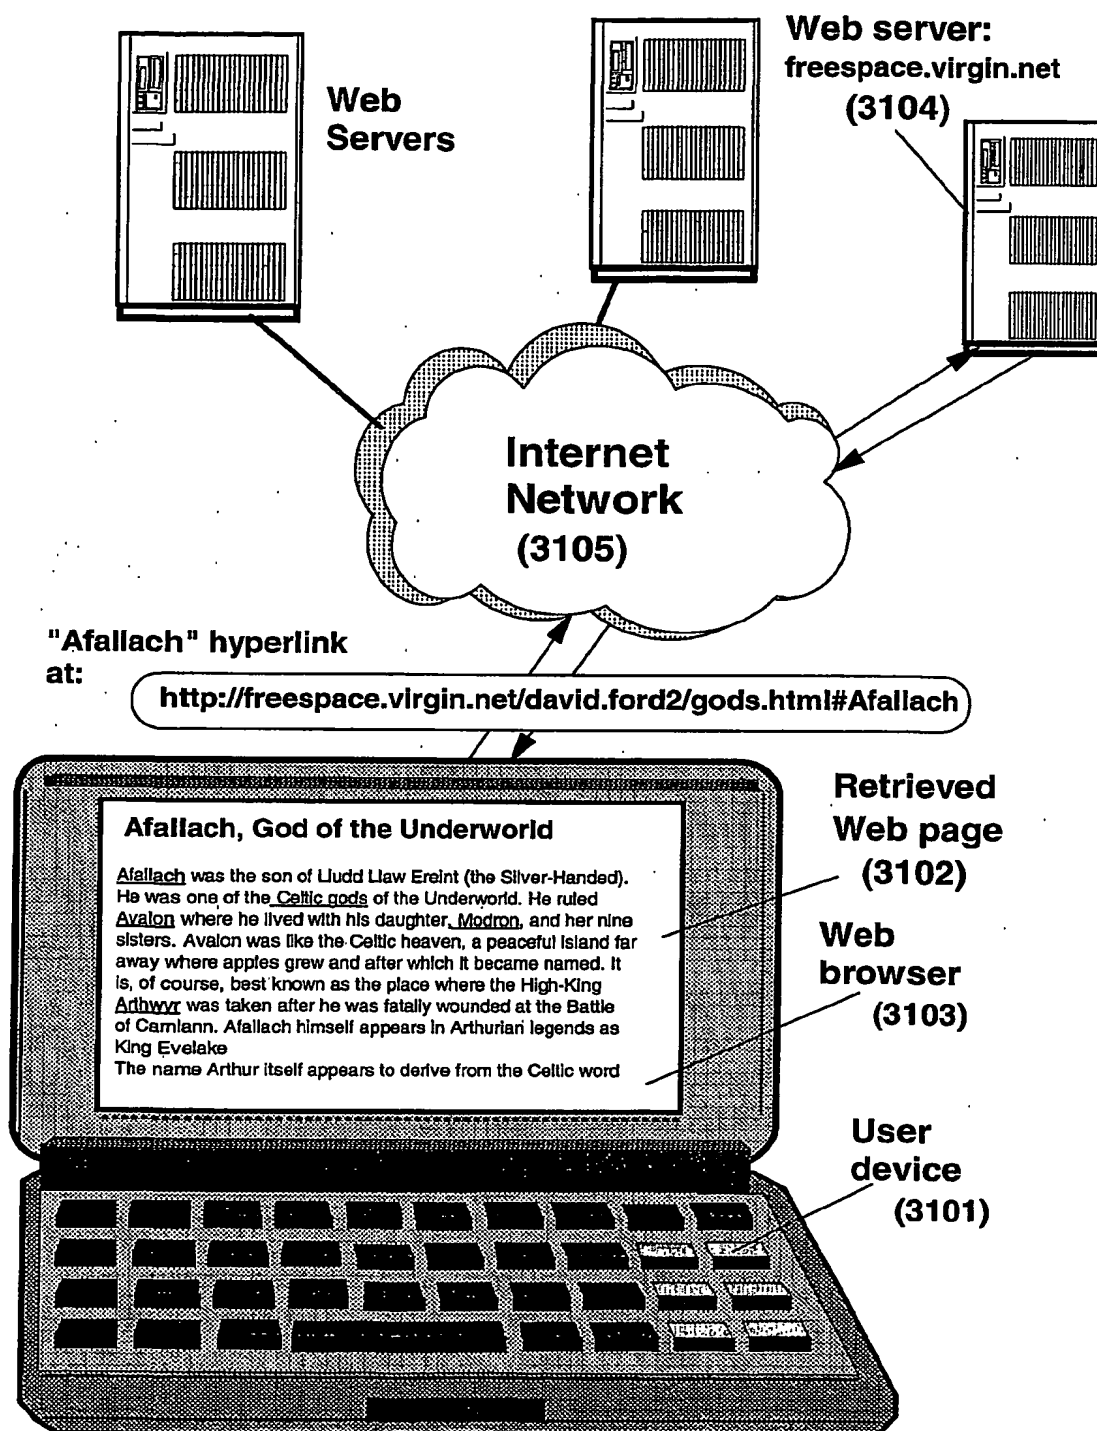 Web server:
freespace.virgin.net
(3104)
Web
Servers
Internet
Network
(3105)
"Afallach" hyperlink
at:
http://freespace.virgin.net/david.ford2/gods.html#Afallach
Retrieved
Web page
(3102)
Web
browser
(3103)
User
device
(3101)
Afallach, God of the Underworld
Afallach was the son of Lludd Llaw Ereint (the Silver-Handed).
He was one of the Celtic gods of the Underworld. He ruled
Avalon where he lived with his daughter, Modron, and her nine
sisters. Avalon was like the Celtic heaven, a peaceful island far
away where apples grew and after which it became named. It
is, of course, best known as the place where the High-King
Arthwyr was taken after he was fatally wounded at the Battle
of Camlann. Afallach himself appears in Arthurian legends as
King Evelake
The name Arthur itself appears to derive from the Celtic word